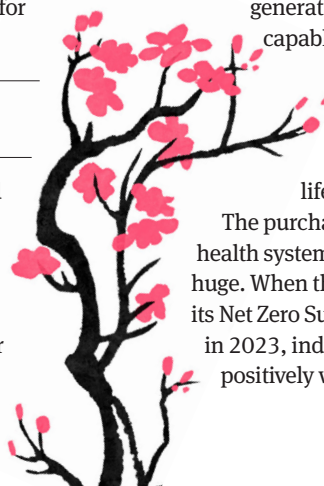 for
r
generat
capabl
life
The purcha
health system
huge. When th
its Net Zero Su
in 2023, ind
positively v